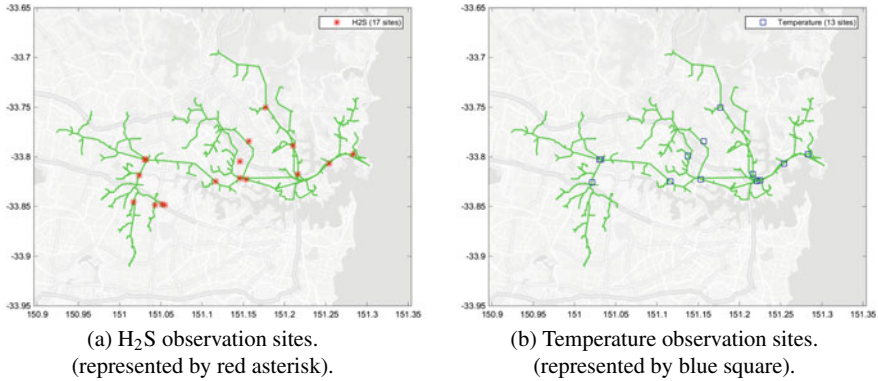 -33.65
H2S (17 sites)
-33.7
-33.75
-33.8
-33.85
-33.9
-33.95
150.9 150.95 151 151.05 151.1 151.15 151.2 151.25 151.3 151.35
(a) H₂S observation sites.
(represented by red asterisk).
-33.65
Temperature (13 sites)
-33.7
-33.75
-33.8
-33.85
-33.9
-33.95
150.9 150.95 151 151.05 151.1 151.15 151.2 151.25 151.3 151.35
(b) Temperature observation sites.
(represented by blue square).